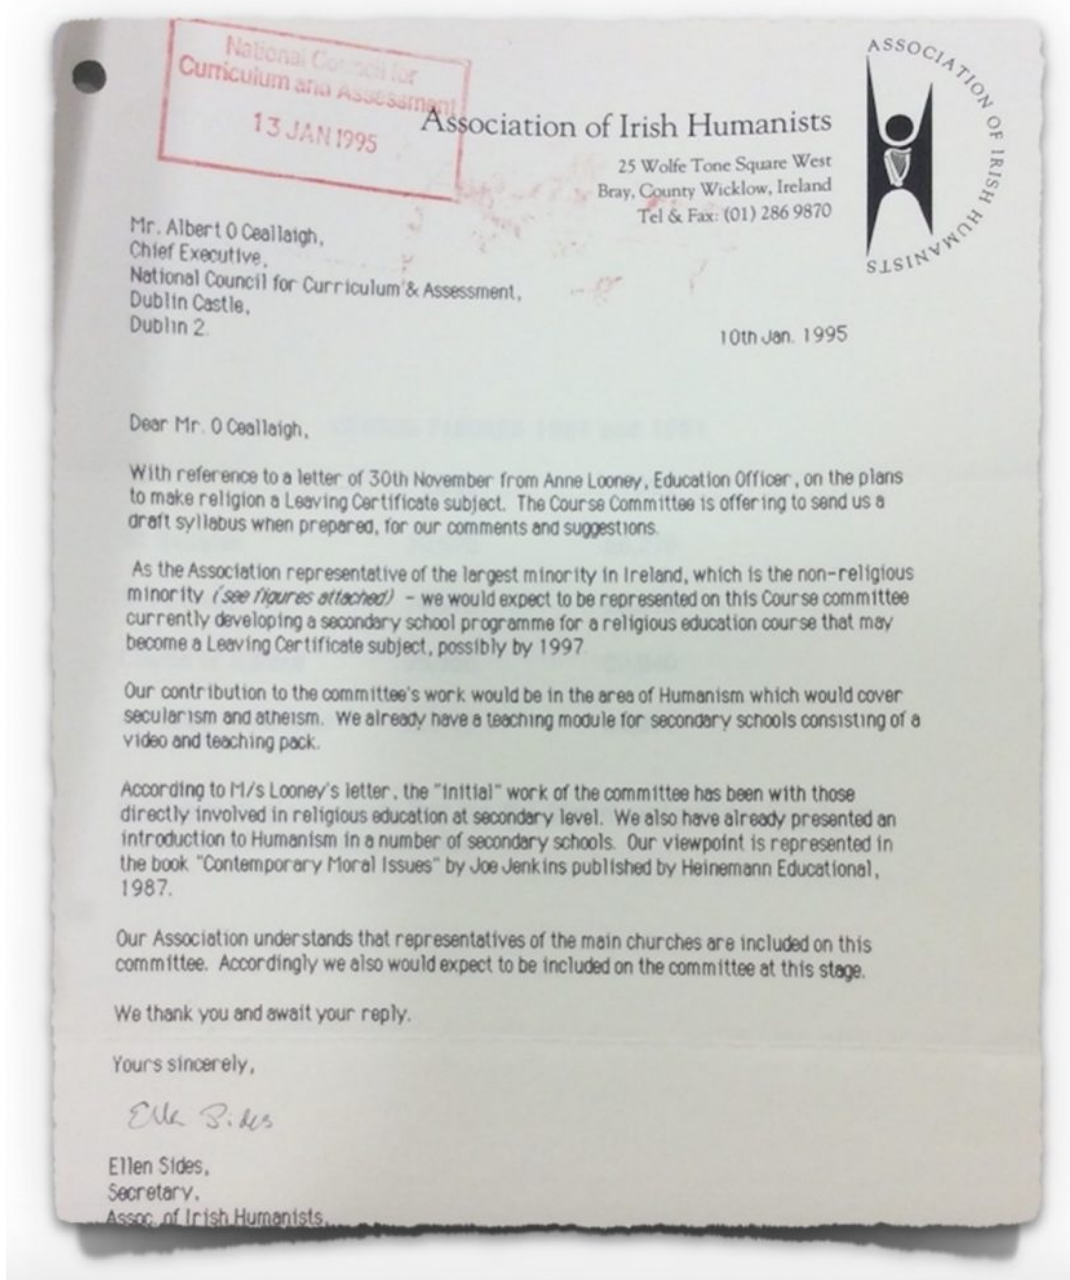 National Council for
Curriculum and Assessment
13 JAN 1995
Association of Irish Humanists
25 Wolfe Tone Square West
Bray, County Wicklow, Ireland
Tel & Fax: (01) 286 9870
ASSOCIATION OF IRISH HUMANISTS
Mr. Albert O Ceallaigh,
Chief Executive,
National Council for Curriculum & Assessment,
Dublin Castle,
Dublin 2.
10th Jan. 1995
Dear Mr. O Ceallaigh,
With reference to a letter of 30th November from Anne Looney, Education Officer, on the plans
to make religion a Leaving Certificate subject. The Course Committee is offering to send us a
draft syllabus when prepared, for our comments and suggestions.
As the Association representative of the largest minority in Ireland, which is the non-religious
minority (see figures attached) - we would expect to be represented on this Course committee
currently developing a secondary school programme for a religious education course that may
become a Leaving Certificate subject, possibly by 1997
Our contribution to the committee's work would be in the area of Humanism which would cover
secularism and atheism. We already have a teaching module for secondary schools consisting of a
video and teaching pack.
According to M/s Looney's letter, the "initial" work of the committee has been with those
directly involved in religious education at secondary level. We also have already presented an
introduction to Humanism in a number of secondary schools. Our viewpoint is represented in
the book "Contemporary Moral Issues" by Joe Jenkins published by Heinemann Educational,
1987.
Our Association understands that representatives of the main churches are included on this
committee. Accordingly we also would expect to be included on the committee at this stage.
We thank you and await your reply.
Yours sincerely,
Ellen Sides
Ellen Sides,
Secretary,
Assoc. of Irish Humanists.